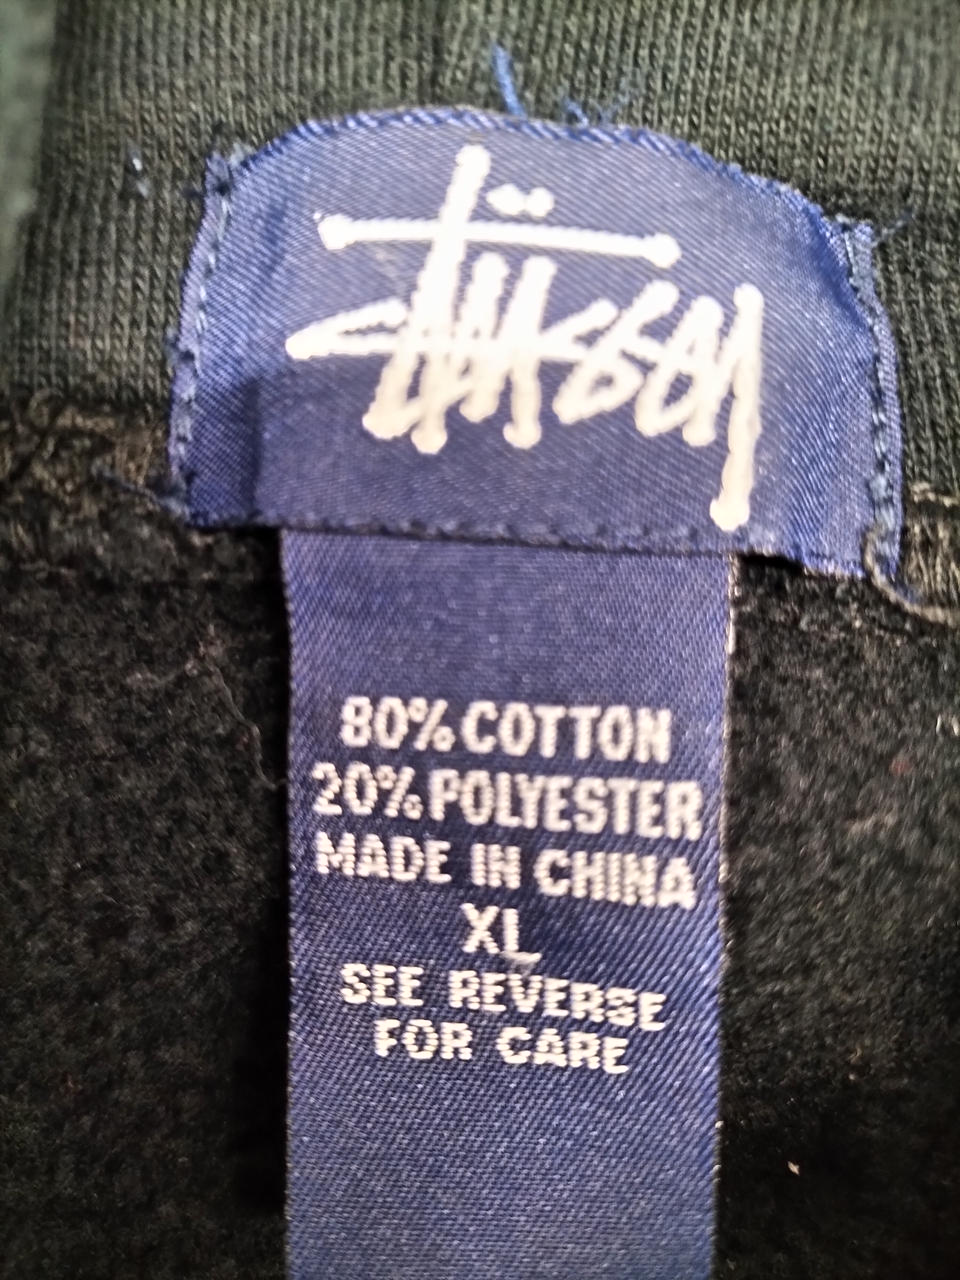 Stüssy
80% COTTON
20% POLYESTER
MADE IN CHINA
XL
SEE REVERSE
FOR CARE